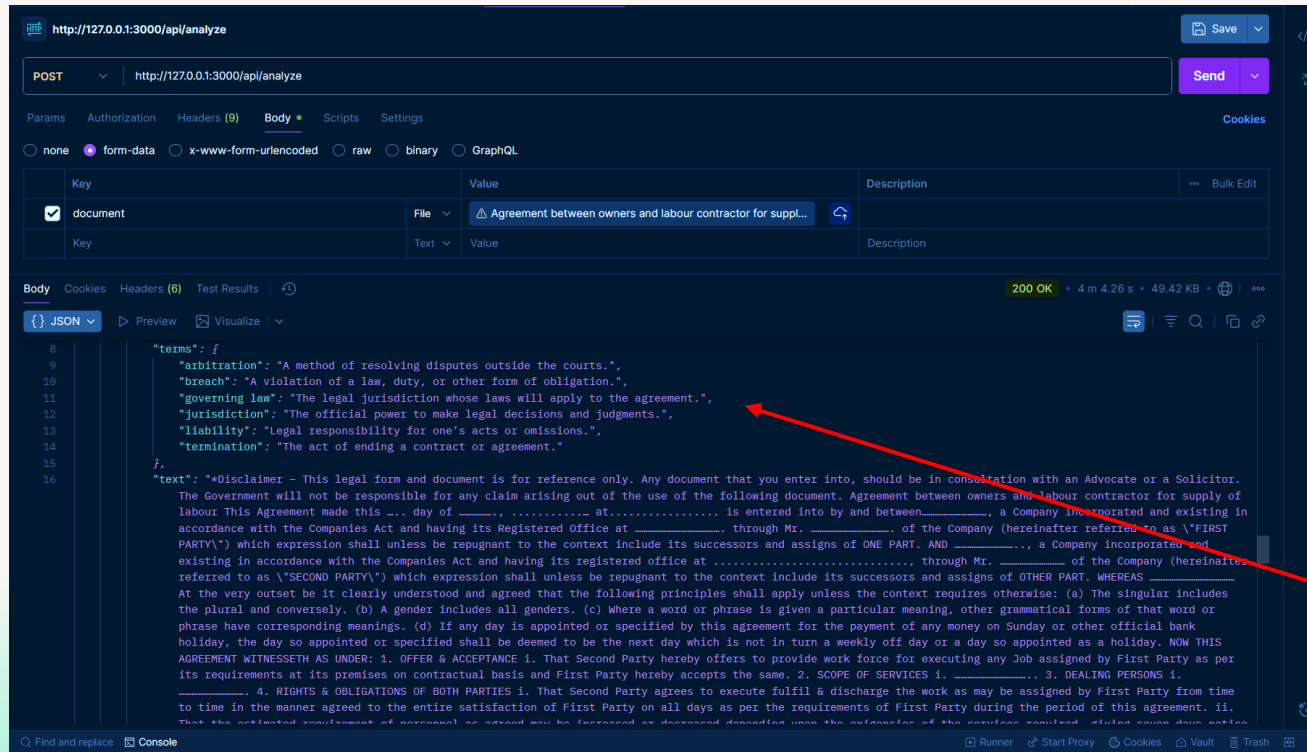 HTTP http://127.0.0.1:3000/api/analyze Save
POST http://127.0.0.1:3000/api/analyze Send
Params Authorization Headers (9) Body Scripts Settings Cookies
none form-data x-www-form-urlencoded raw binary GraphQL
Key Value Description Bulk Edit
document File Agreement between owners and labour contractor for suppl...
Key Text Value Description
Body Cookies Headers (6) Test Results 200 OK • 4 m 4.26 s • 49.42 KB
{} JSON Preview Visualize
8 "terms": {
9 "arbitration": "A method of resolving disputes outside the courts.",
10 "breach": "A violation of a law, duty, or other form of obligation.",
11 "governing law": "The legal jurisdiction whose laws will apply to the agreement.",
12 "jurisdiction": "The official power to make legal decisions and judgments.",
13 "liability": "Legal responsibility for one's acts or omissions.",
14 "termination": "The act of ending a contract or agreement."
15 },
16 "text": "*Disclaimer – This legal form and document is for reference only. Any document that you enter into, should be in consultation with an Advocate or a Solicitor.
The Government will not be responsible for any claim arising out of the use of the following document. Agreement between owners and labour contractor for supply of
labour This Agreement made this ….. day of …………., ............… at................. is entered into by and between……………………, a Company incorporated and existing in
accordance with the Companies Act and having its Registered Office at …………………………. through Mr. ………………………. of the Company (hereinafter referred to as \"FIRST
PARTY\") which expression shall unless be repugnant to the context include its successors and assigns of ONE PART. AND …………………….., a Company incorporated and
existing in accordance with the Companies Act and having its registered office at ..............................., through Mr. …………………… of the Company (hereinafter
referred to as \"SECOND PARTY\") which expression shall unless be repugnant to the context include its successors and assigns of OTHER PART. WHEREAS …………………………
At the very outset be it clearly understood and agreed that the following principles shall apply unless the context requires otherwise: (a) The singular includes
the plural and conversely. (b) A gender includes all genders. (c) Where a word or phrase is given a particular meaning, other grammatical forms of that word or
phrase have corresponding meanings. (d) If any day is appointed or specified by this agreement for the payment of any money on Sunday or other official bank
holiday, the day so appointed or specified shall be deemed to be the next day which is not in turn a weekly off day or a day so appointed as a holiday. NOW THIS
AGREEMENT WITNESSETH AS UNDER: 1. OFFER & ACCEPTANCE i. That Second Party hereby offers to provide work force for executing any Job assigned by First Party as per
its requirements at its premises on contractual basis and First Party hereby accepts the same. 2. SCOPE OF SERVICES i. ……………………….. 3. DEALING PERSONS i.
……………………. 4. RIGHTS & OBLIGATIONS OF BOTH PARTIES i. That Second Party agrees to execute fulfil & discharge the work as may be assigned by First Party from time
to time in the manner agreed to the entire satisfaction of First Party on all days as per the requirements of First Party during the period of this agreement. ii.
That the estimated requirement of personnel as agreed may be increased or decreased depending upon the exigencies of the services required, giving seven days notice
Find and replace Console Runner Start Proxy Cookies Vault Trash